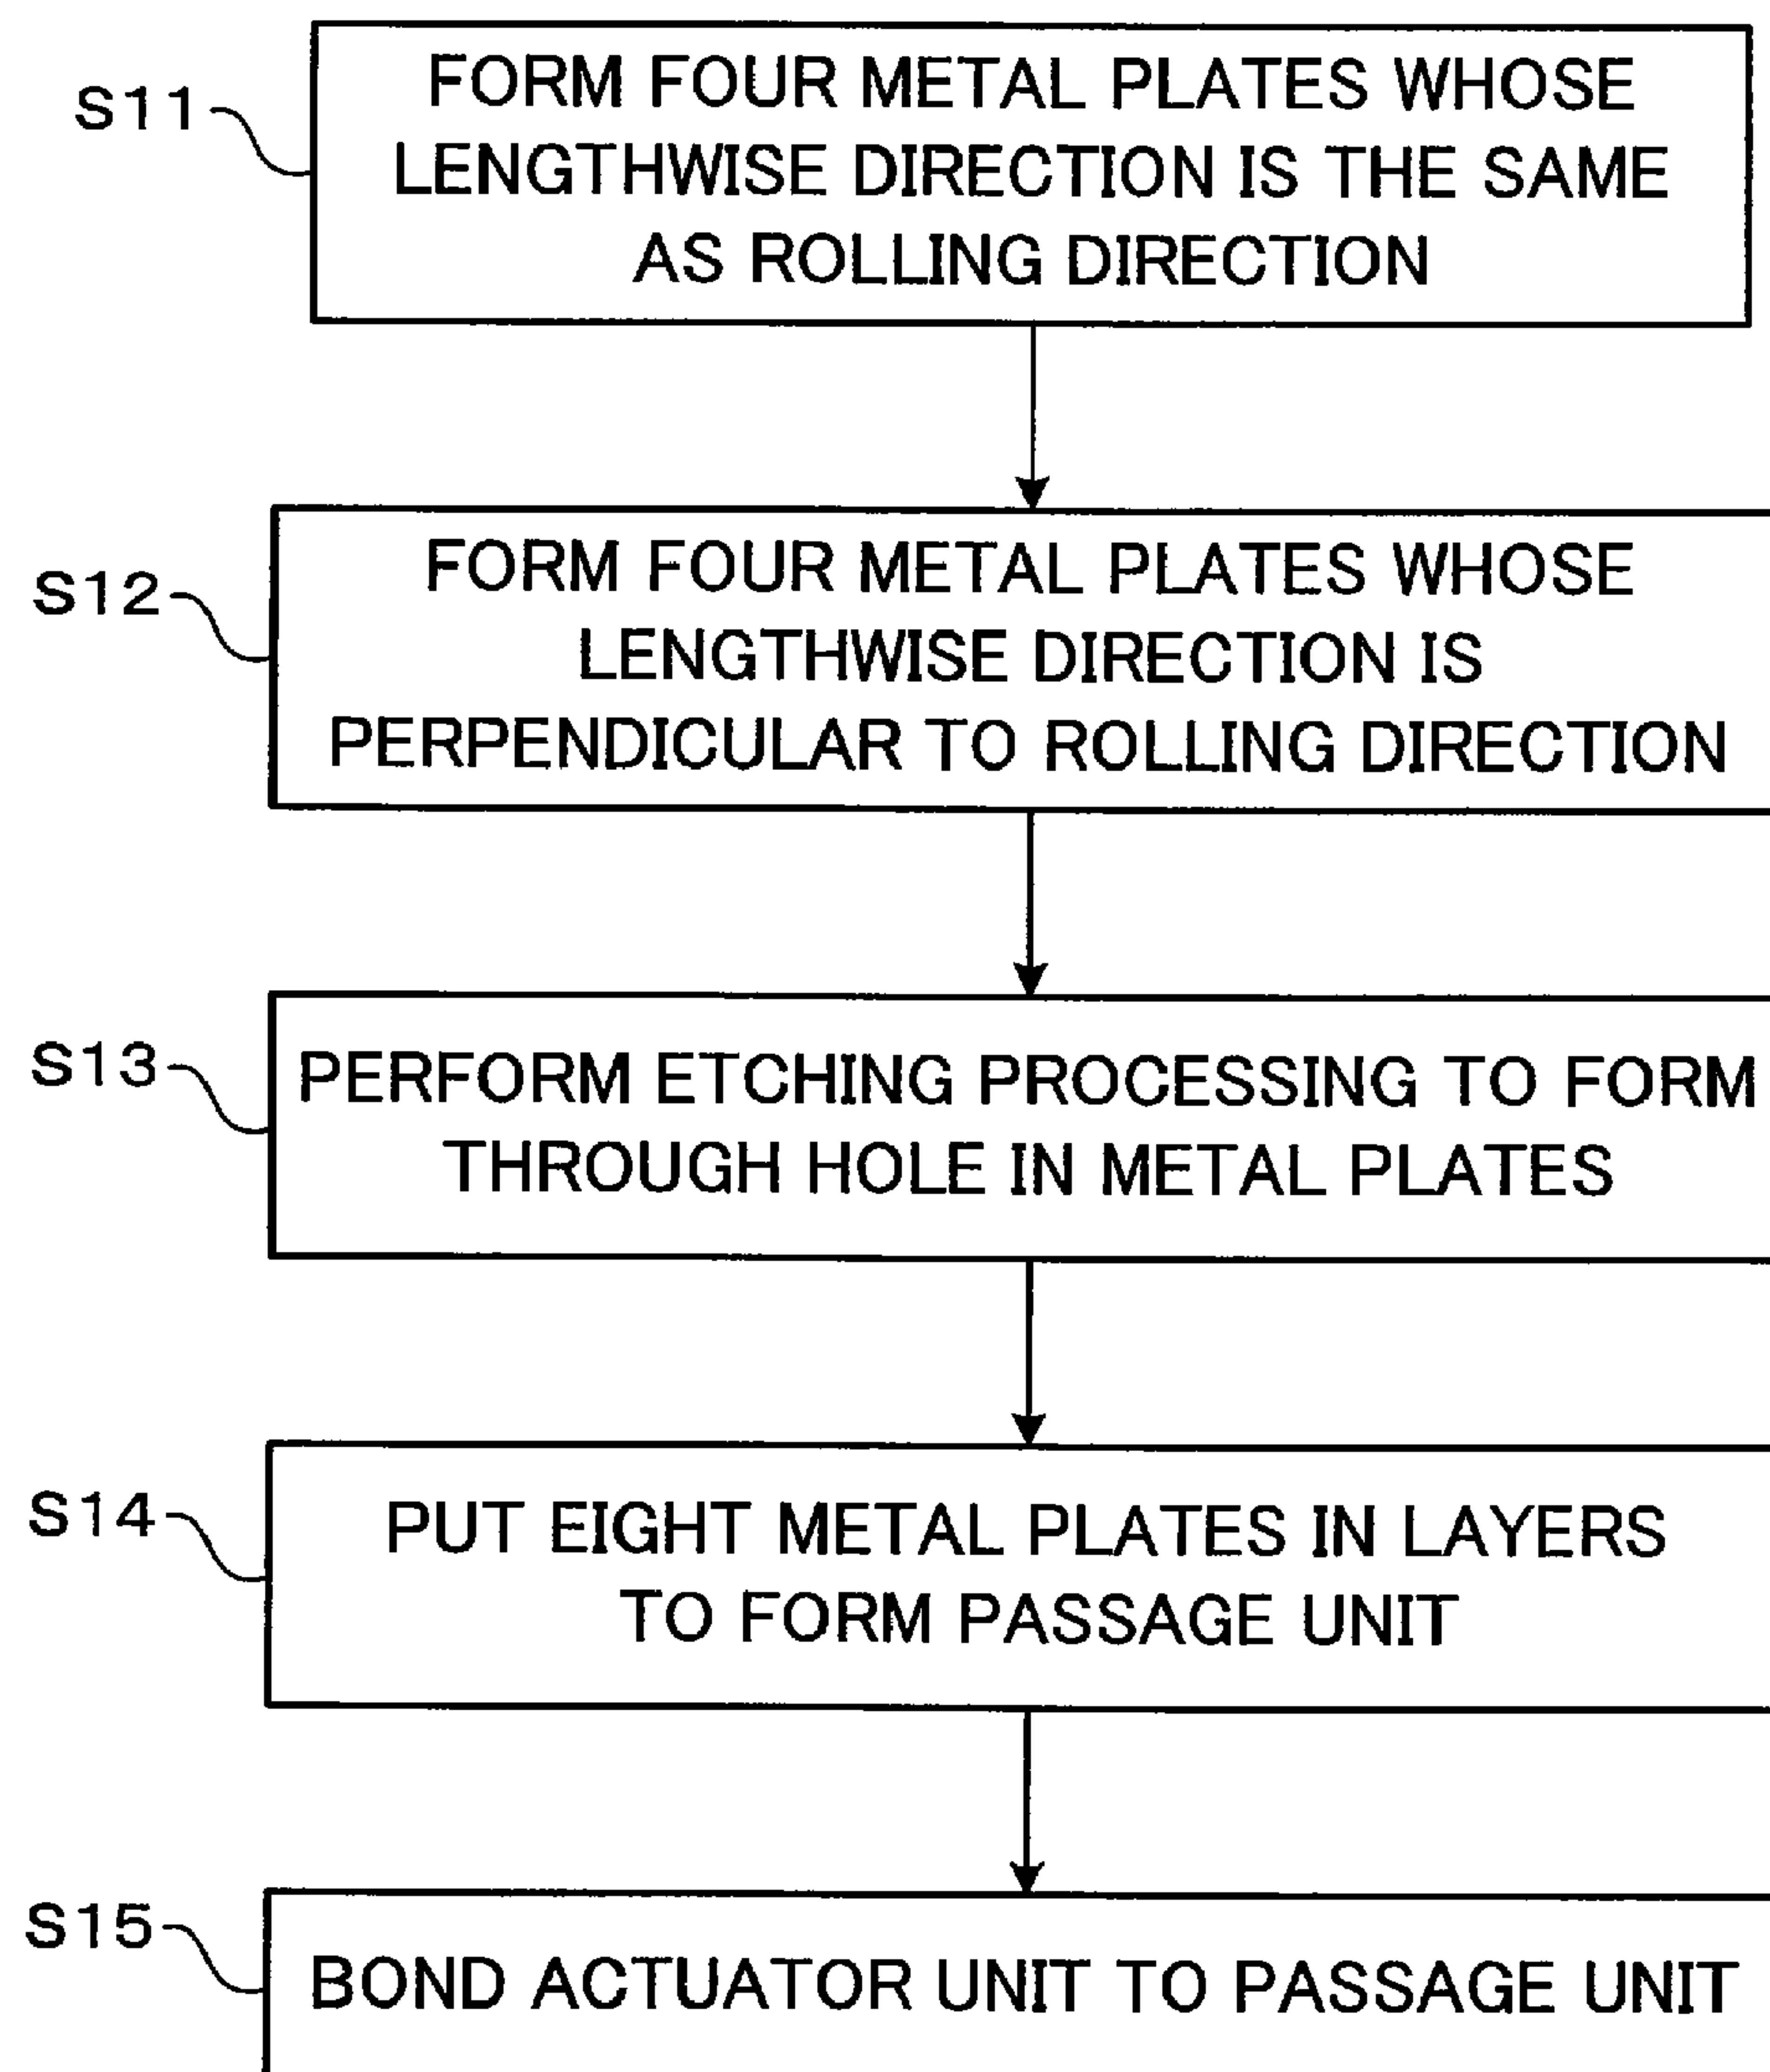 S11
FORM FOUR METAL PLATES WHOSE
LENGTHWISE DIRECTION IS THE SAME
AS ROLLING DIRECTION
S12
FORM FOUR METAL PLATES WHOSE
LENGTHWISE DIRECTION IS
PERPENDICULAR TO ROLLING DIRECTION
S13
PERFORM ETCHING PROCESSING TO FORM
THROUGH HOLE IN METAL PLATES
S14
PUT EIGHT METAL PLATES IN LAYERS
TO FORM PASSAGE UNIT
S15
BOND ACTUATOR UNIT TO PASSAGE UNIT